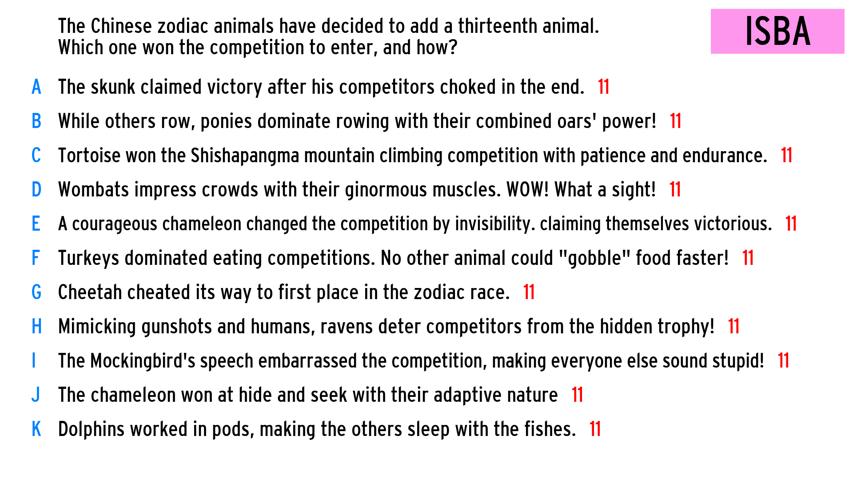 The Chinese zodiac animals have decided to add a thirteenth animal.
Which one won the competition to enter, and how?
ISBA
A The skunk claimed victory after his competitors choked in the end. 11
B While others row, ponies dominate rowing with their combined oars' power! 11
C Tortoise won the Shishapangma mountain climbing competition with patience and endurance. 11
D Wombats impress crowds with their ginormous muscles. WOW! What a sight! 11
E A courageous chameleon changed the competition by invisibility. claiming themselves victorious. 11
F Turkeys dominated eating competitions. No other animal could "gobble" food faster! 11
G Cheetah cheated its way to first place in the zodiac race. 11
H Mimicking gunshots and humans, ravens deter competitors from the hidden trophy! 11
I The Mockingbird's speech embarrassed the competition, making everyone else sound stupid! 11
J The chameleon won at hide and seek with their adaptive nature 11
K Dolphins worked in pods, making the others sleep with the fishes. 11